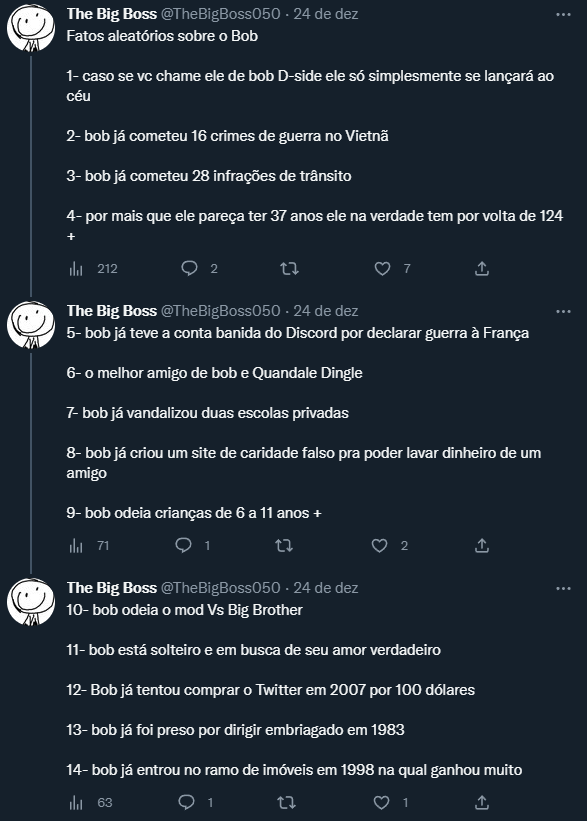 The Big Boss @TheBigBoss050 · 24 de dez
Fatos aleatórios sobre o Bob
1- caso se vc chame ele de bob D-side ele só simplesmente se lançará ao
céu
2- bob já cometeu 16 crimes de guerra no Vietnã
3- bob já cometeu 28 infrações de trânsito
4- por mais que ele pareça ter 37 anos ele na verdade tem por volta de 124
+
212 2 7
The Big Boss @TheBigBoss050 · 24 de dez
5- bob já teve a conta banida do Discord por declarar guerra à França
6- o melhor amigo de bob e Quandale Dingle
7- bob já vandalizou duas escolas privadas
8- bob já criou um site de caridade falso pra poder lavar dinheiro de um
amigo
9- bob odeia crianças de 6 a 11 anos +
71 1 2
The Big Boss @TheBigBoss050 · 24 de dez
10- bob odeia o mod Vs Big Brother
11- bob está solteiro e em busca de seu amor verdadeiro
12- Bob já tentou comprar o Twitter em 2007 por 100 dólares
13- bob já foi preso por dirigir embriagado em 1983
14- bob já entrou no ramo de imóveis em 1998 na qual ganhou muito
63 1 1